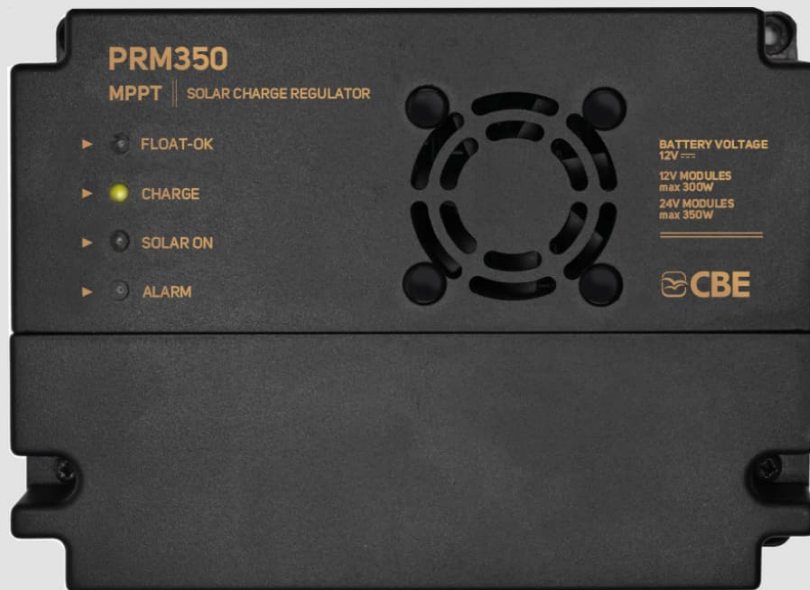 PRM350
MPPT SOLAR CHARGE REGULATOR
FLOAT-OK
CHARGE
SOLAR ON
ALARM
BATTERY VOLTAGE
12V ⎓
12V MODULES
max 300W
24V MODULES
max 350W
CBE